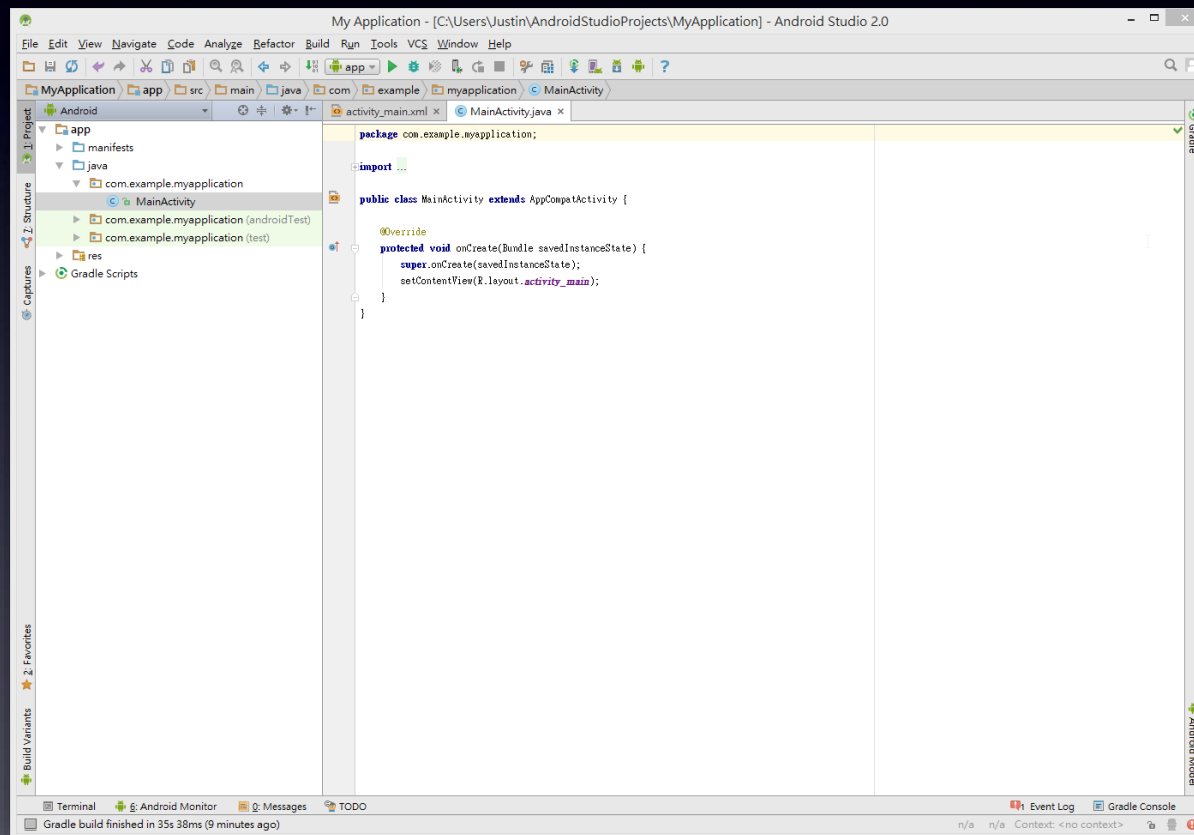 My Application - [C:\Users\Justin\AndroidStudioProjects\MyApplication] - Android Studio 2.0
File Edit View Navigate Code Analyze Refactor Build Run Tools VCS Window Help
app
MyApplication app src main java com example myapplication MainActivity
1: Project
7: Structure
Captures
2: Favorites
Build Variants
Android
app
manifests
java
com.example.myapplication
MainActivity
com.example.myapplication (androidTest)
com.example.myapplication (test)
res
Gradle Scripts
activity_main.xml MainActivity.java
package com.example.myapplication;
import ...
public class MainActivity extends AppCompatActivity {
@Override
protected void onCreate(Bundle savedInstanceState) {
super.onCreate(savedInstanceState);
setContentView(R.layout.activity_main);
}
}
Gradle
Android Model
Terminal 6: Android Monitor 0: Messages TODO Event Log Gradle Console
Gradle build finished in 35s 38ms (9 minutes ago) n/a n/a Context: <no context>